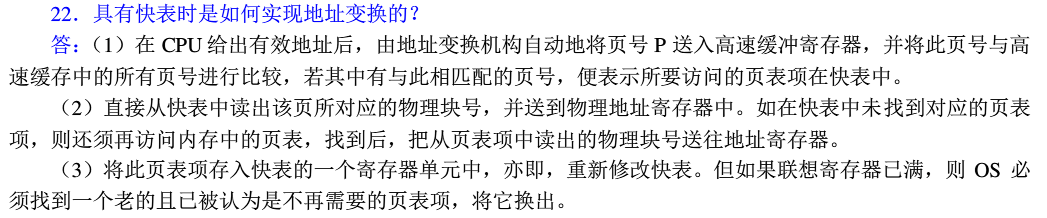 22．具有快表时是如何实现地址变换的？
答：（1）在 CPU 给出有效地址后，由地址变换机构自动地将页号 P 送入高速缓冲寄存器，并将此页号与高
速缓存中的所有页号进行比较，若其中有与此相匹配的页号，便表示所要访问的页表项在快表中。
（2）直接从快表中读出该页所对应的物理块号，并送到物理地址寄存器中。如在快表中未找到对应的页表
项，则还须再访问内存中的页表，找到后，把从页表项中读出的物理块号送往地址寄存器。
（3）将此页表项存入快表的一个寄存器单元中，亦即，重新修改快表。但如果联想寄存器已满，则 OS 必
须找到一个老的且已被认为是不再需要的页表项，将它换出。